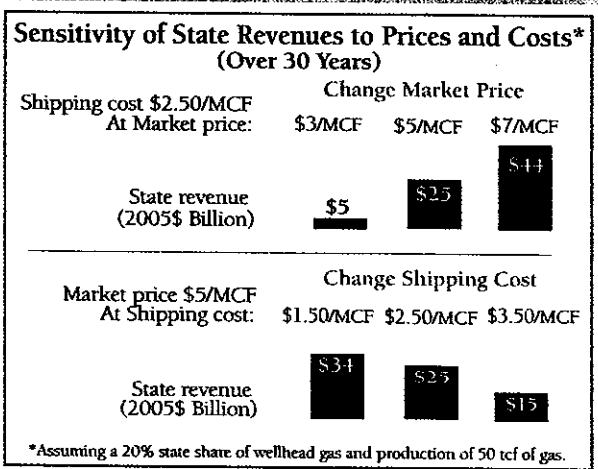 Sensitivity of State Revenues to Prices and Costs*
(Over 30 Years)
Change Market Price
Shipping cost $2.50/MCF
At Market price: $3/MCF $5/MCF $7/MCF
State revenue
(2005$ Billion)
$5 $25 $44
Change Shipping Cost
Market price $5/MCF
At Shipping cost: $1.50/MCF $2.50/MCF $3.50/MCF
State revenue
(2005$ Billion)
$34 $25 $15
*Assuming a 20% state share of wellhead gas and production of 50 tcf of gas.